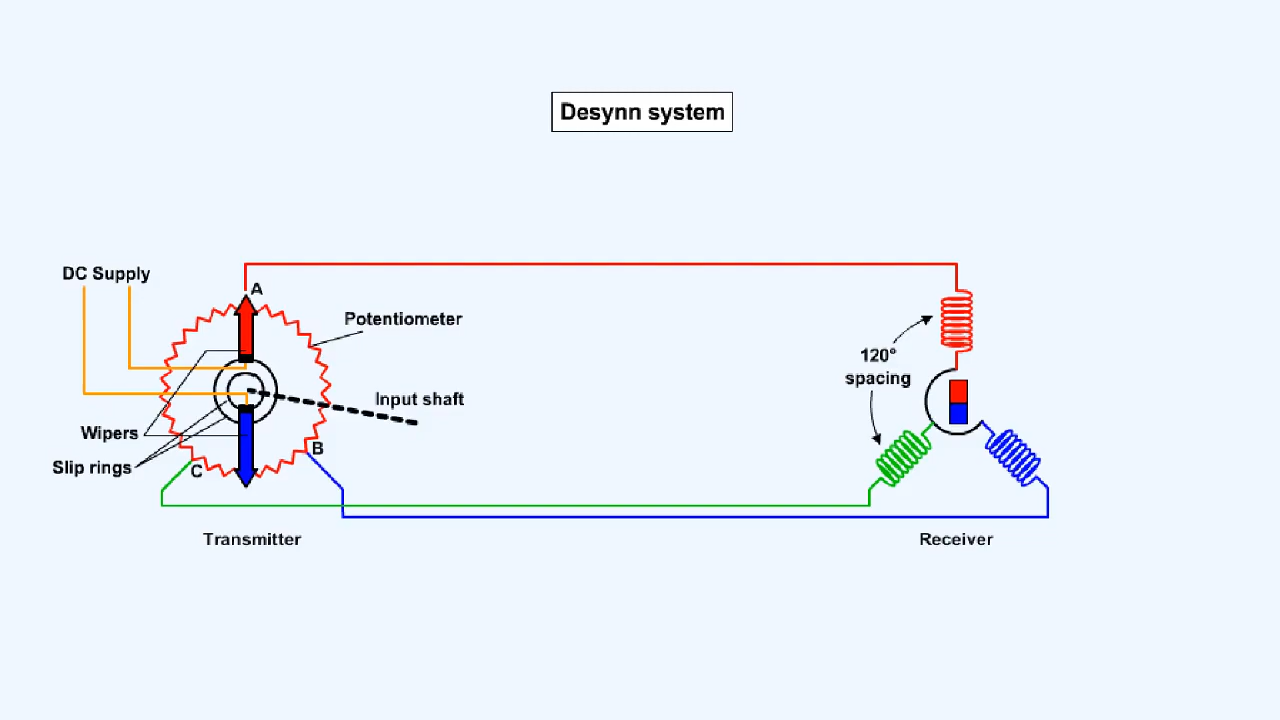 Desynn system
DC Supply
A
Potentiometer
120°
spacing
Input shaft
Wipers
B
Slip rings
C
Transmitter
Receiver